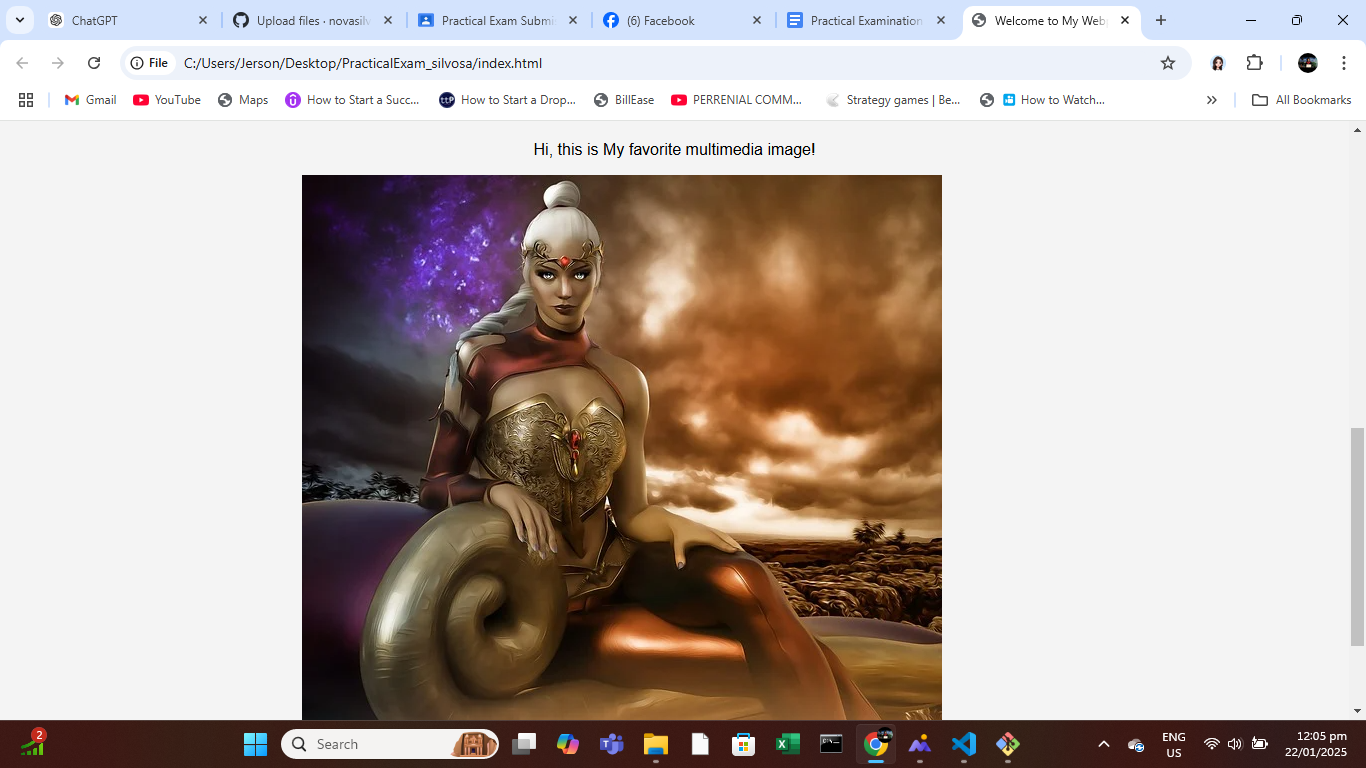 ChatGPT
Upload files · novasilv
Practical Exam Submi
(6) Facebook
Practical Examination
Welcome to My Webp
File C:/Users/Jerson/Desktop/PracticalExam_silvosa/index.html
Gmail
YouTube
Maps
How to Start a Succ...
How to Start a Drop...
BillEase
PERRENIAL COMM...
Strategy games | Be...
How to Watch...
All Bookmarks
Hi, this is My favorite multimedia image!
2
Search
ENG
US
12:05 pm
22/01/2025